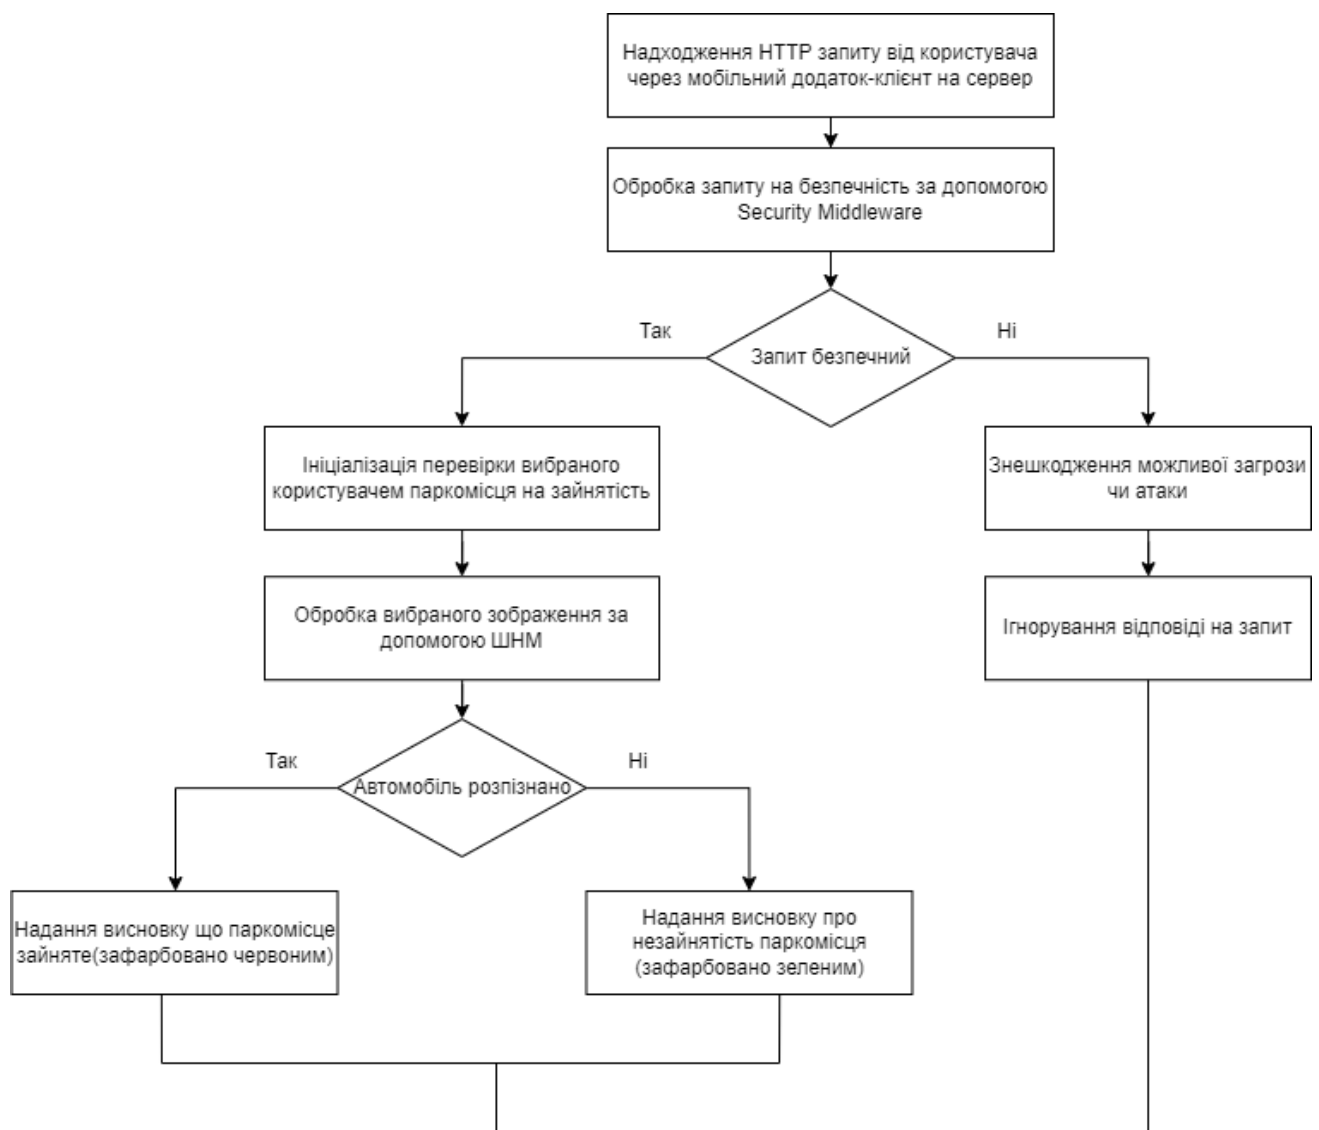 Надходження HTTP запиту від користувача
через мобільний додаток-клієнт на сервер
Обробка запиту на безпечність за допомогою
Security Middleware
Так
Запит безпечний
Ні
Ініціалізація перевірки вибраного
користувачем паркомісця на зайнятість
Знешкодження можливої загрози
чи атаки
Обробка вибраного зображення за
допомогою ШНМ
Ігнорування відповіді на запит
Так
Автомобіль розпізнано
Ні
Надання висновку що паркомісце
зайняте(зафарбовано червоним)
Надання висновку про
незайнятість паркомісця
(зафарбовано зеленим)